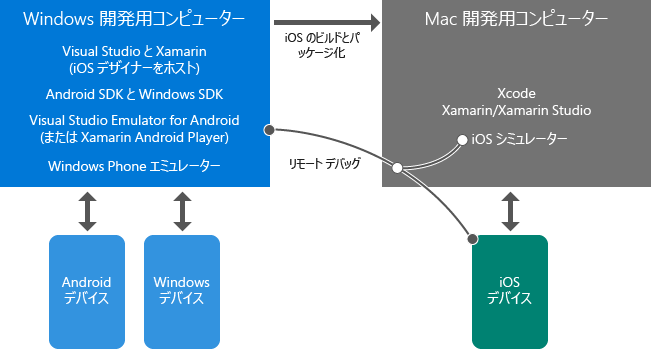 Windows 開発用コンピューター
Visual Studio と Xamarin
(iOS デザイナーをホスト)
Android SDK と Windows SDK
Visual Studio Emulator for Android
(または Xamarin Android Player)
Windows Phone エミュレーター
iOS のビルドとパ
ッケージ化
リモート デバッグ
Mac 開発用コンピューター
Xcode
Xamarin/Xamarin Studio
iOS シミュレーター
Android
デバイス
Windows
デバイス
iOS
デバイス